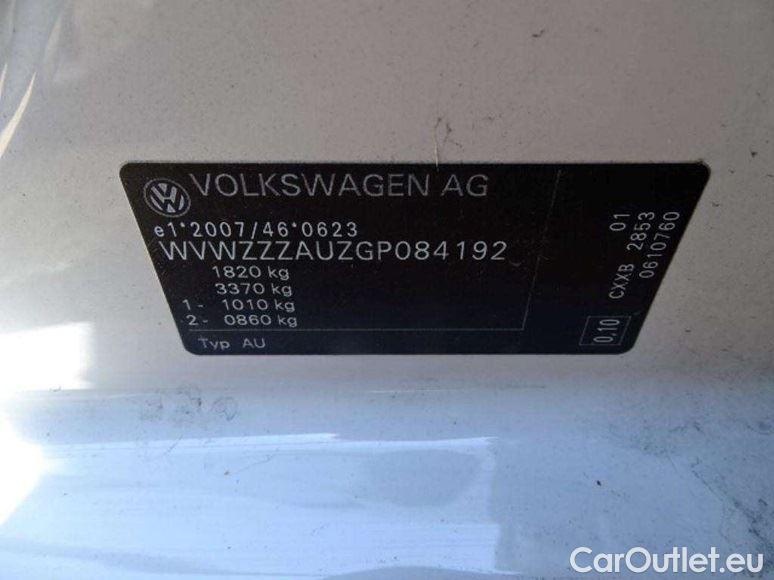 VOLKSWAGEN AG
e1*2007/46*0623
WVWZZZAUZGP084192
1820 kg
3370 kg
1- 1010 kg
2- 0860 kg
Typ AU
01
CXXB 2853
0610760
0,10
CarOutlet.eu